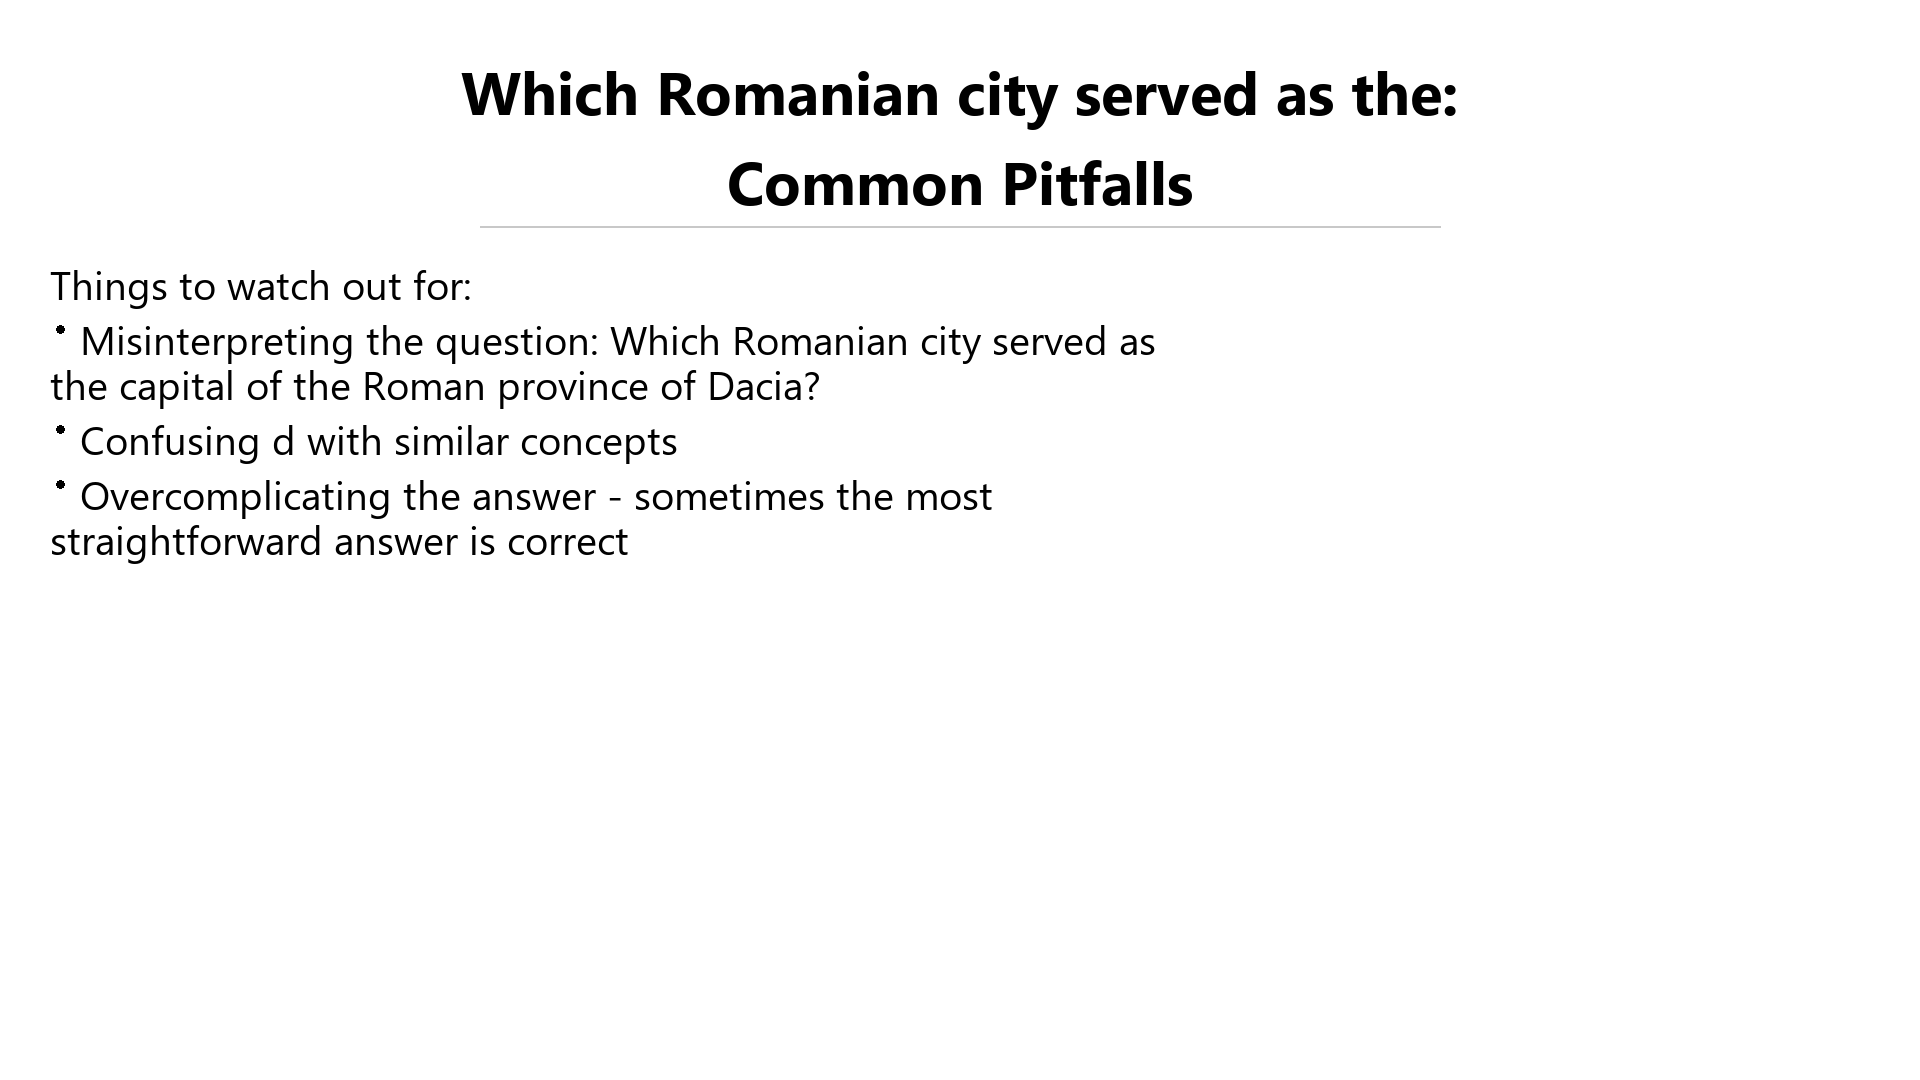 Which Romanian city served as the:
Common Pitfalls
Things to watch out for:
• Misinterpreting the question: Which Romanian city served as
the capital of the Roman province of Dacia?
• Confusing d with similar concepts
• Overcomplicating the answer - sometimes the most
straightforward answer is correct